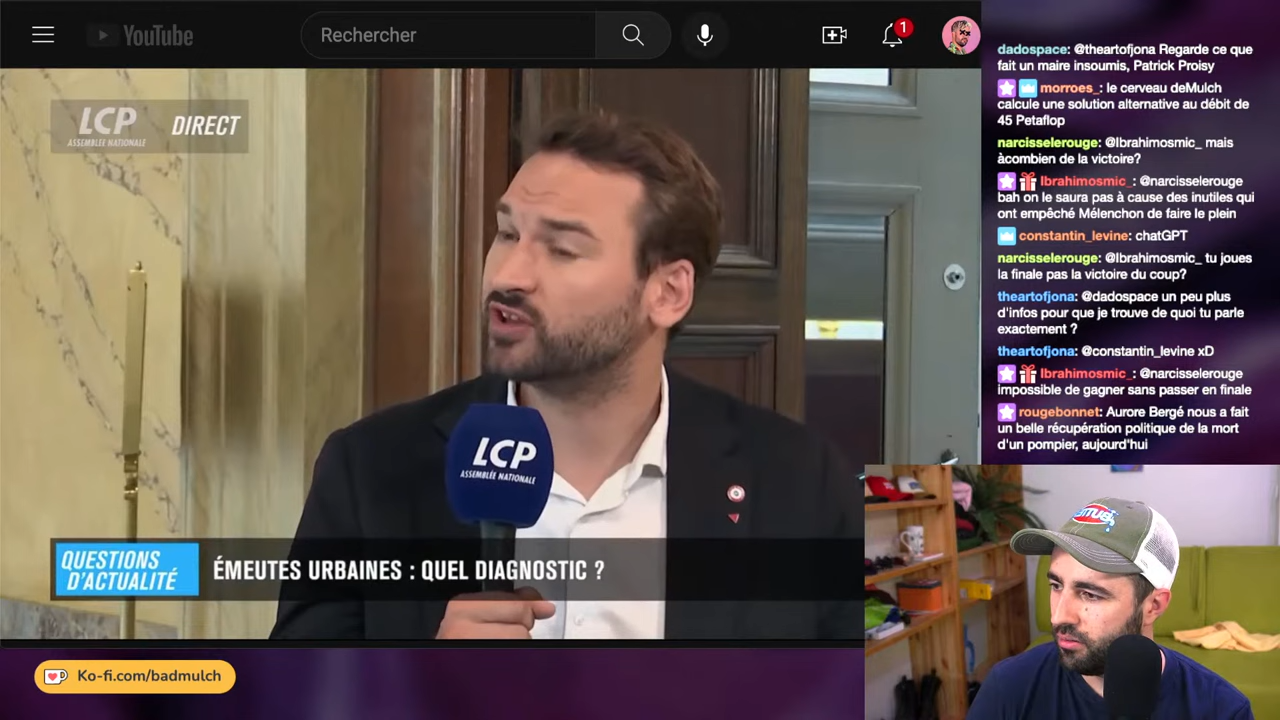 YouTube
Rechercher
1
LCP
ASSEMBLÉE NATIONALE
DIRECT
LCP
ASSEMBLÉE NATIONALE
QUESTIONS
D'ACTUALITÉ
ÉMEUTES URBAINES : QUEL DIAGNOSTIC ?
Ko-fi.com/badmulch
dadospace: @theartofjona Regarde ce que
fait un maire insoumis, Patrick Proisy
morroes_: le cerveau deMulch
calcule une solution alternative au débit de
45 Petaflop
narcisselerouge: @Ibrahimosmic_ mais
àcombien de la victoire?
Ibrahimosmic_: @narcisselerouge
bah on le saura pas à cause des inutiles qui
ont empêché Mélenchon de faire le plein
constantin_levine: chatGPT
narcisselerouge: @Ibrahimosmic_ tu joues
la finale pas la victoire du coup?
theartofjona: @dadospace un peu plus
d'infos pour que je trouve de quoi tu parle
exactement ?
theartofjona: @constantin_levine xD
Ibrahimosmic_: @narcisselerouge
impossible de gagner sans passer en finale
rougebonnet: Aurore Bergé nous a fait
un belle récupération politique de la mort
d'un pompier, aujourd'hui